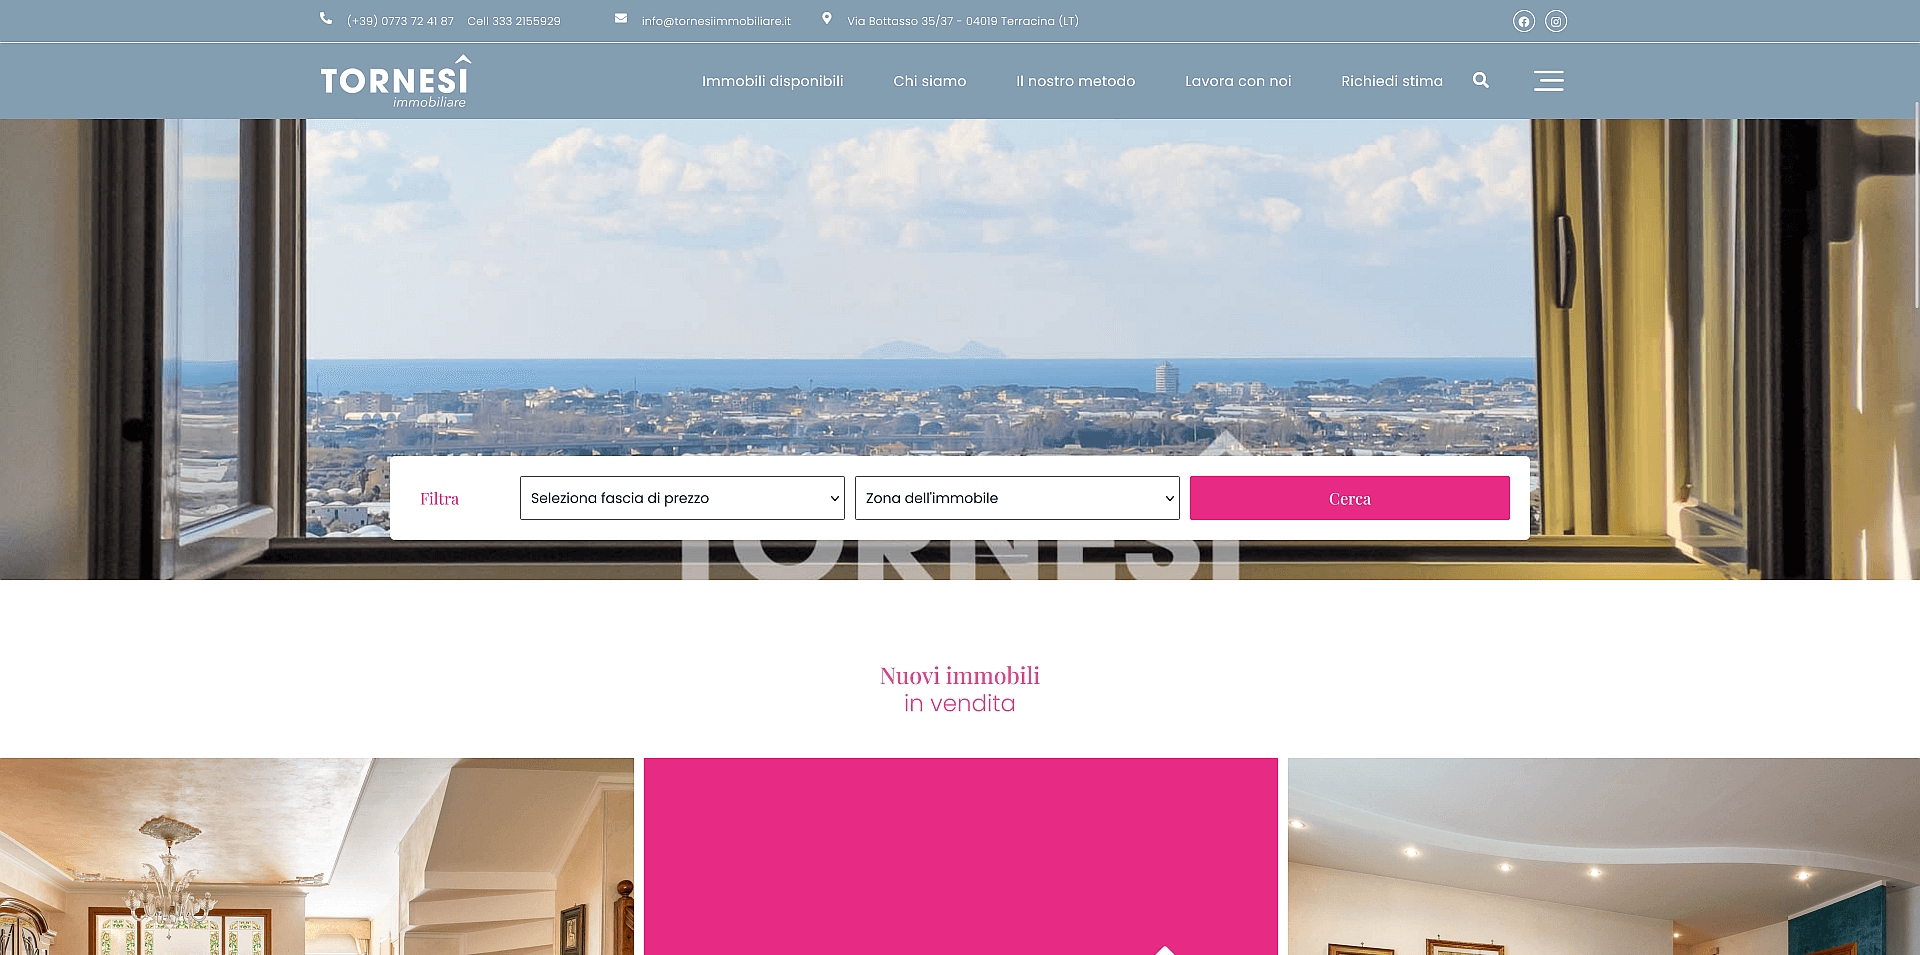 (+39) 0773 72 41 87 Cell 333 2155929 info@tornesiimmobiliare.it Via Bottasso 35/37 - 04019 Terracina (LT)
TORNESI
immobiliare
Immobili disponibili Chi siamo Il nostro metodo Lavora con noi Richiedi stima
Filtra Seleziona fascia di prezzo Zona dell'immobile Cerca
TORNESI
Nuovi immobili
in vendita